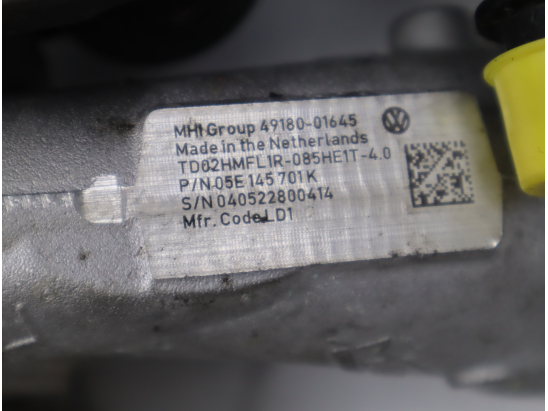 MHI Group 49180-01645
Made in the Netherlands
TD02HMFL1R-085HE1T-4.0
P/N 05E 145 701 K
S/N 040522800414
Mfr. Code LD1